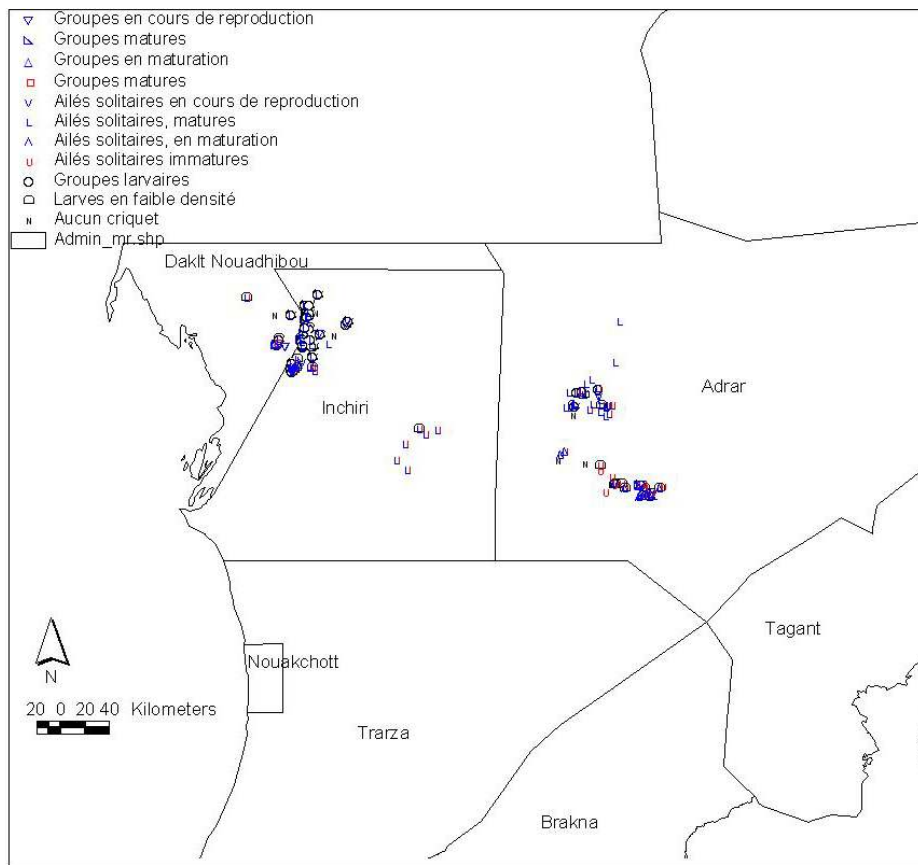 Groupes en cours de reproduction
Groupes matures
Groupes en maturation
Groupes matures
Ailés solitaires en cours de reproduction
Ailés solitaires, matures
Ailés solitaires, en maturation
Ailés solitaires immatures
Groupes larvaires
Larves en faible densité
N Aucun criquet
Admin_mr.shp
Daklt Nouadhibou
Adrar
Inchiri
Tagant
N
Nouakchott
20 0 20 40 Kilometers
Trarza
Brakna